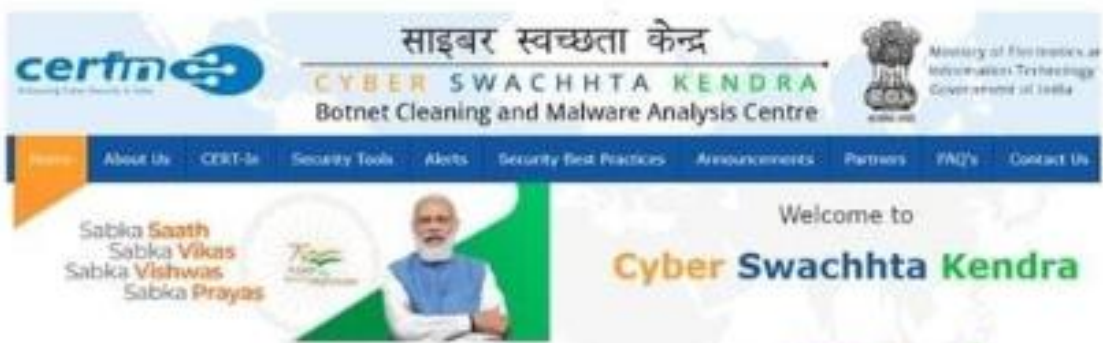 साइबर स्वच्छता केन्द्र
CYBER SWACHHTA KENDRA
Botnet Cleaning and Malware Analysis Centre
Ministry of Electronics and
Information Technology
Government of India
Home About Us CERT-In Security Tools Alerts Security Best Practices Announcements Partners FAQ's Contact Us
Sabka Saath
Sabka Vikas
Sabka Vishwas
Sabka Prayas
Welcome to
Cyber Swachhta Kendra